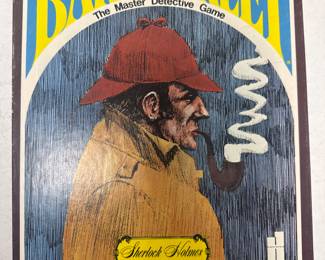 The Master Detective Game
Sherlock Holmes